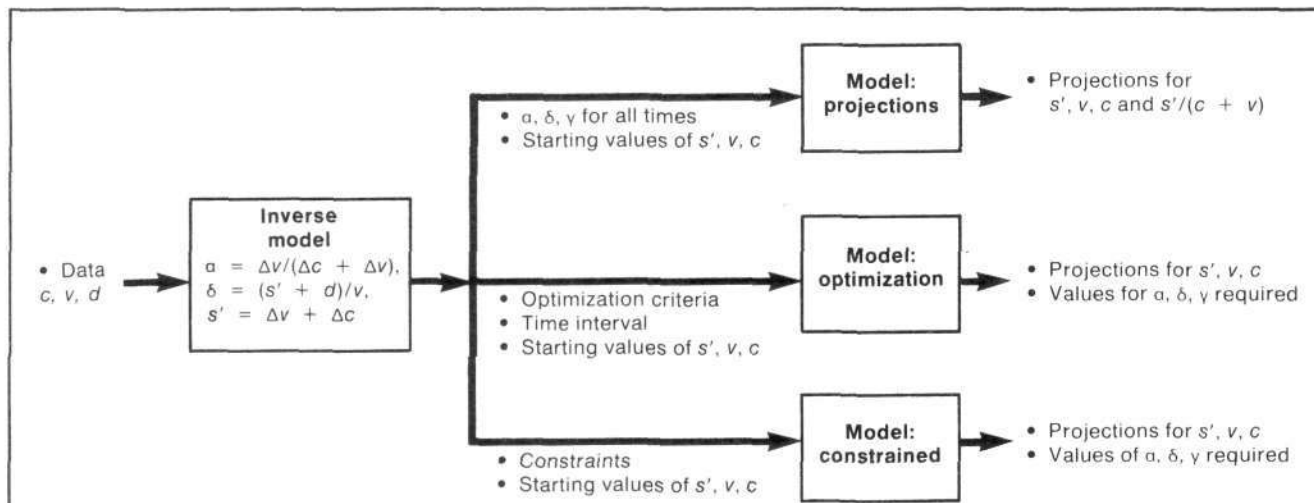 • Data
c, v, d
Inverse
model
α = Δv/(Δc + Δv),
δ = (s′ + d)/v,
s′ = Δv + Δc
• α, δ, γ for all times
• Starting values of s′, v, c
Model:
projections
• Projections for
s′, v, c and s′/(c + v)
• Optimization criteria
• Time interval
• Starting values of s′, v, c
Model:
optimization
• Projections for s′, v, c
• Values for α, δ, γ required
• Constraints
• Starting values of s′, v, c
Model:
constrained
• Projections for s′, v, c
• Values of α, δ, γ required